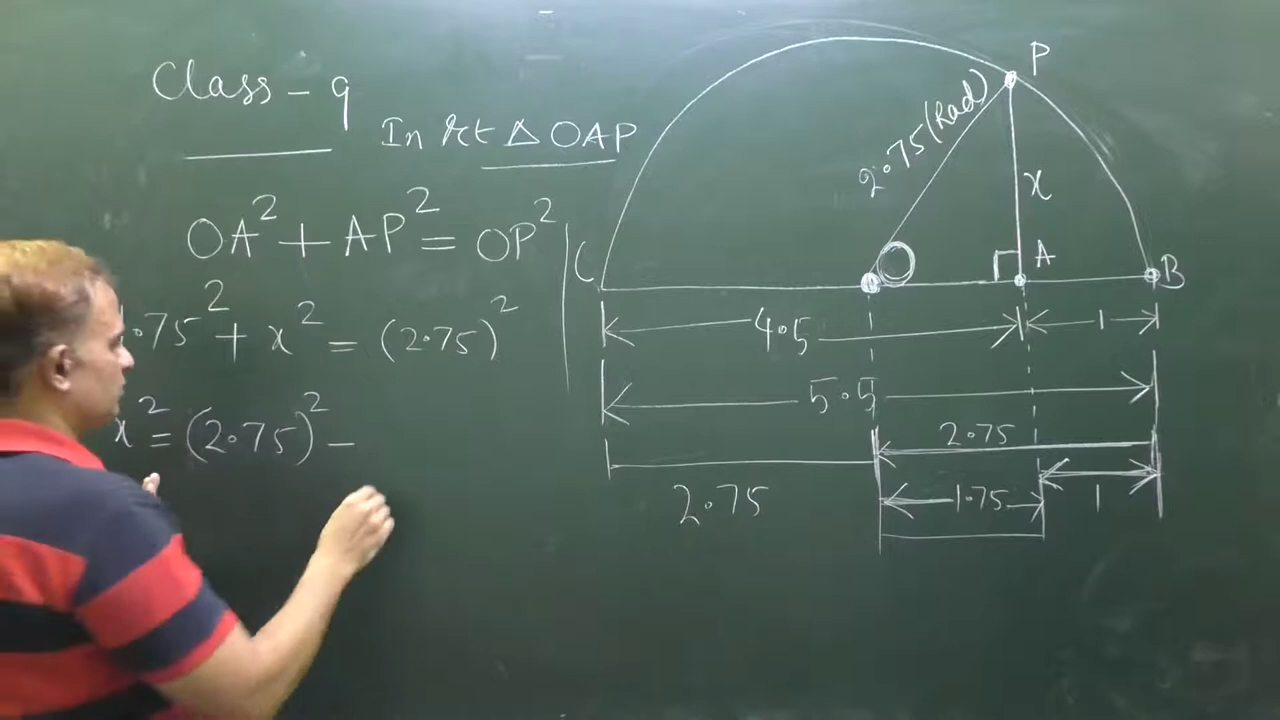 Class - 9
In rt △ OAP
OA² + AP² = OP²
.75² + x² = (2.75)²
x² = (2.75)² -
P
2.75 (Rad)
x
C
O
A
B
4.5
1
5.5
2.75
2.75
1.75
1